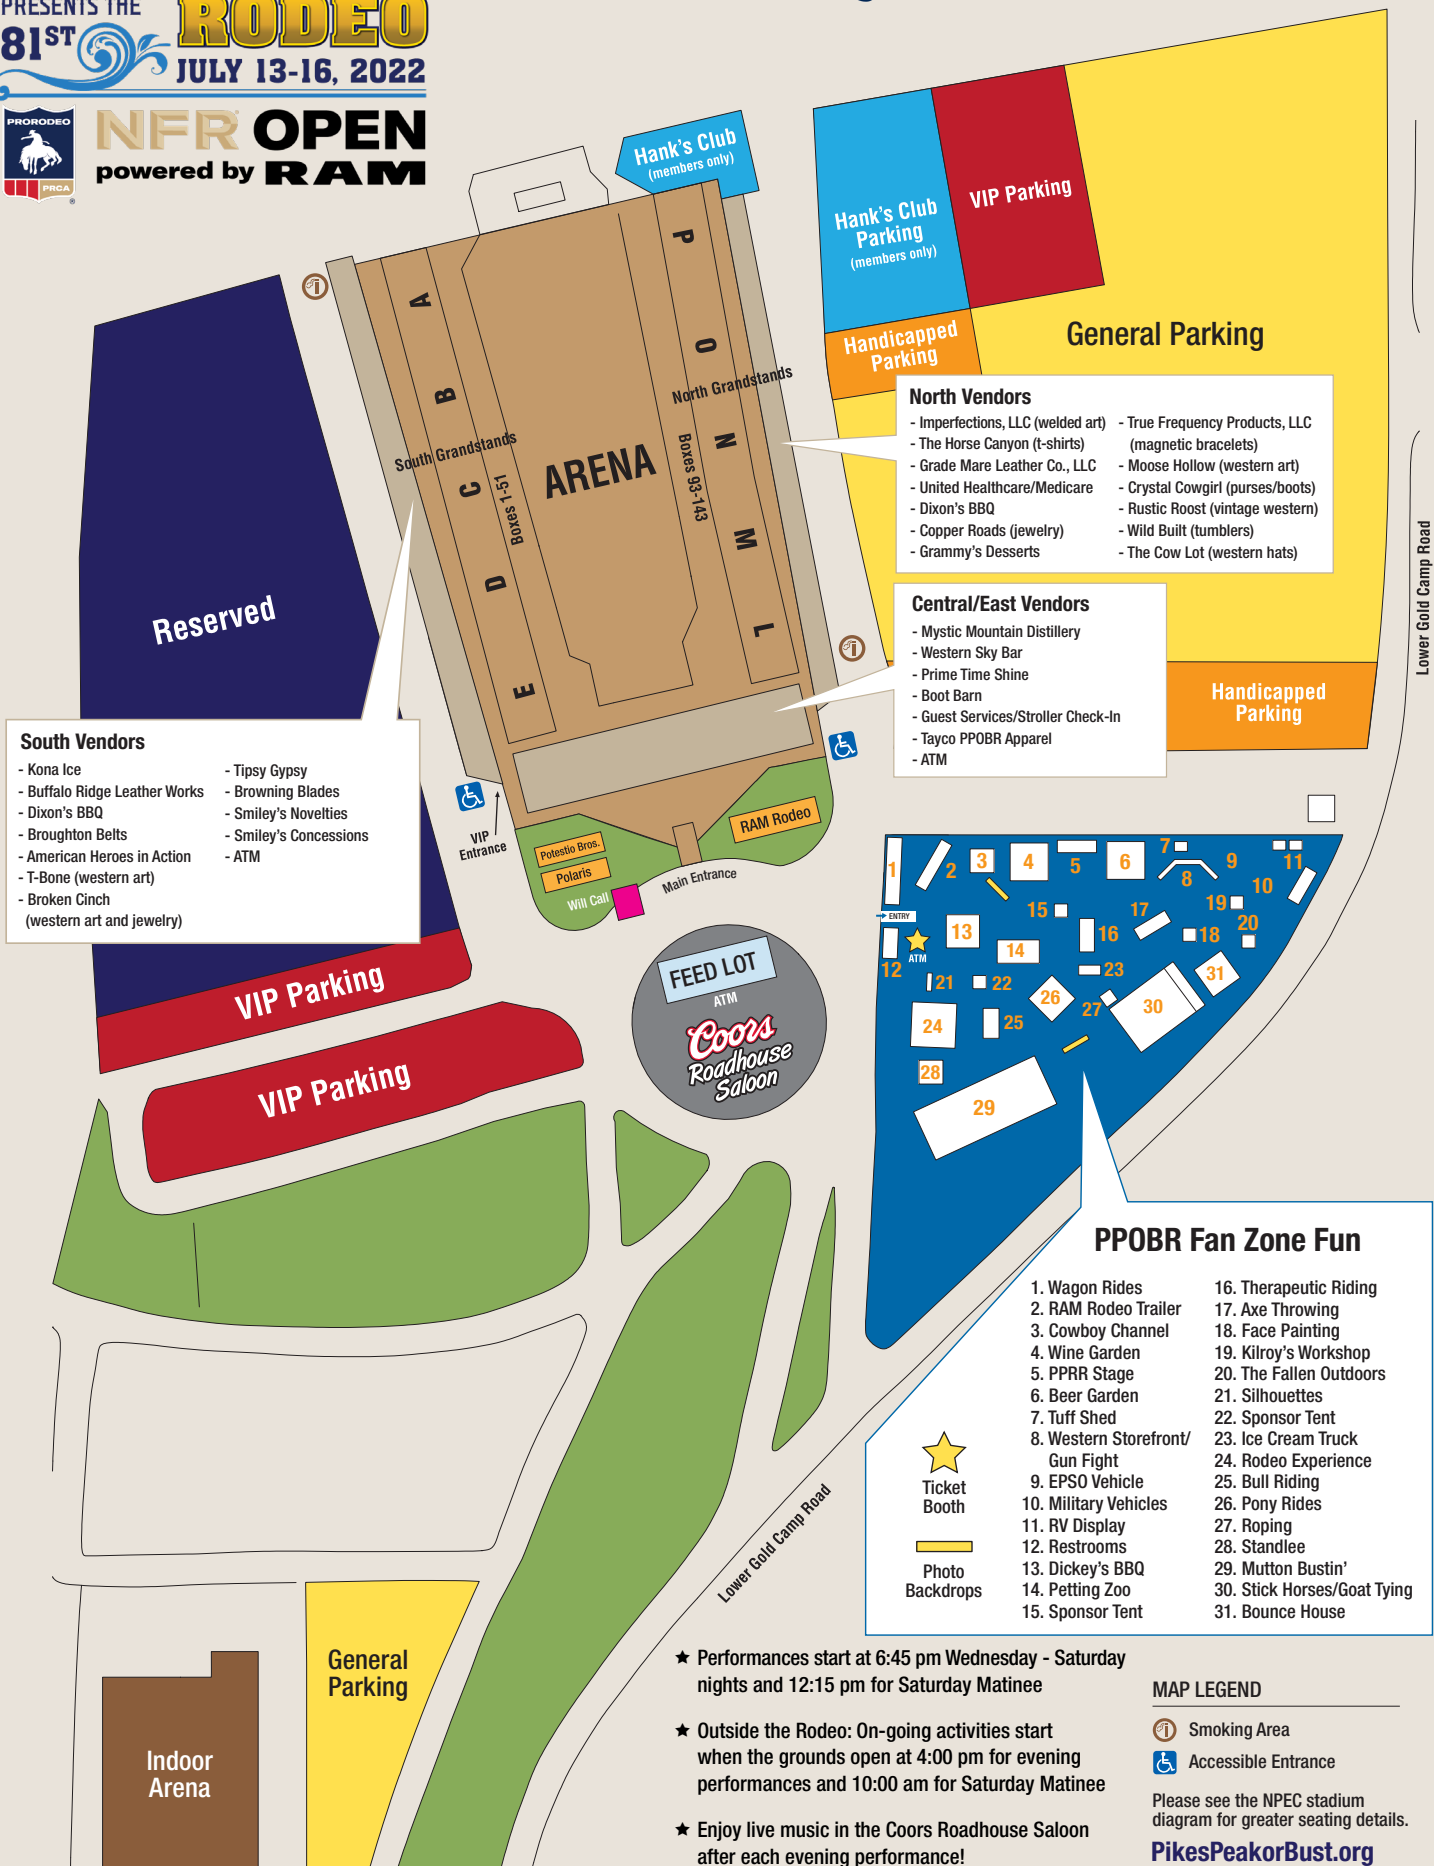 PRESENTS THE
81ST
RODEO
JULY 13-16, 2022
PRORODEO
PRCA
®
NFR OPEN
powered by RAM
Hank's Club
(members only)
Hank's Club
Parking
(members only)
VIP Parking
Handicapped
Parking
General Parking
A
B
C
D
E
P
O
N
M
L
South Grandstands
North Grandstands
Boxes 1-51
Boxes 93-143
ARENA
Reserved
North Vendors
- Imperfections, LLC (welded art)
- The Horse Canyon (t-shirts)
- Grade Mare Leather Co., LLC
- United Healthcare/Medicare
- Dixon's BBQ
- Copper Roads (jewelry)
- Grammy's Desserts
- True Frequency Products, LLC
(magnetic bracelets)
- Moose Hollow (western art)
- Crystal Cowgirl (purses/boots)
- Rustic Roost (vintage western)
- Wild Built (tumblers)
- The Cow Lot (western hats)
Central/East Vendors
- Mystic Mountain Distillery
- Western Sky Bar
- Prime Time Shine
- Boot Barn
- Guest Services/Stroller Check-In
- Tayco PPOBR Apparel
- ATM
Handicapped
Parking
Lower Gold Camp Road
South Vendors
- Kona Ice
- Buffalo Ridge Leather Works
- Dixon's BBQ
- Broughton Belts
- American Heroes in Action
- T-Bone (western art)
- Broken Cinch
(western art and jewelry)
- Tipsy Gypsy
- Browning Blades
- Smiley's Novelties
- Smiley's Concessions
- ATM
VIP
Entrance
Potestio Bros.
Polaris
Will Call
Main Entrance
RAM Rodeo
VIP Parking
VIP Parking
FEED LOT
ATM
Coors
Roadhouse
Saloon
1
2
3
4
5
6
7
8
9
10
11
ENTRY
ATM
12
13
14
15
16
17
18
19
20
21
22
23
24
25
26
27
28
29
30
31
PPOBR Fan Zone Fun
1. Wagon Rides
2. RAM Rodeo Trailer
3. Cowboy Channel
4. Wine Garden
5. PPRR Stage
6. Beer Garden
7. Tuff Shed
8. Western Storefront/
Gun Fight
9. EPSO Vehicle
10. Military Vehicles
11. RV Display
12. Restrooms
13. Dickey's BBQ
14. Petting Zoo
15. Sponsor Tent
16. Therapeutic Riding
17. Axe Throwing
18. Face Painting
19. Kilroy's Workshop
20. The Fallen Outdoors
21. Silhouettes
22. Sponsor Tent
23. Ice Cream Truck
24. Rodeo Experience
25. Bull Riding
26. Pony Rides
27. Roping
28. Standlee
29. Mutton Bustin'
30. Stick Horses/Goat Tying
31. Bounce House
Ticket
Booth
Photo
Backdrops
Lower Gold Camp Road
General
Parking
Indoor
Arena
★ Performances start at 6:45 pm Wednesday - Saturday
nights and 12:15 pm for Saturday Matinee
★ Outside the Rodeo: On-going activities start
when the grounds open at 4:00 pm for evening
performances and 10:00 am for Saturday Matinee
★ Enjoy live music in the Coors Roadhouse Saloon
after each evening performance!
MAP LEGEND
Smoking Area
Accessible Entrance
Please see the NPEC stadium
diagram for greater seating details.
PikesPeakorBust.org